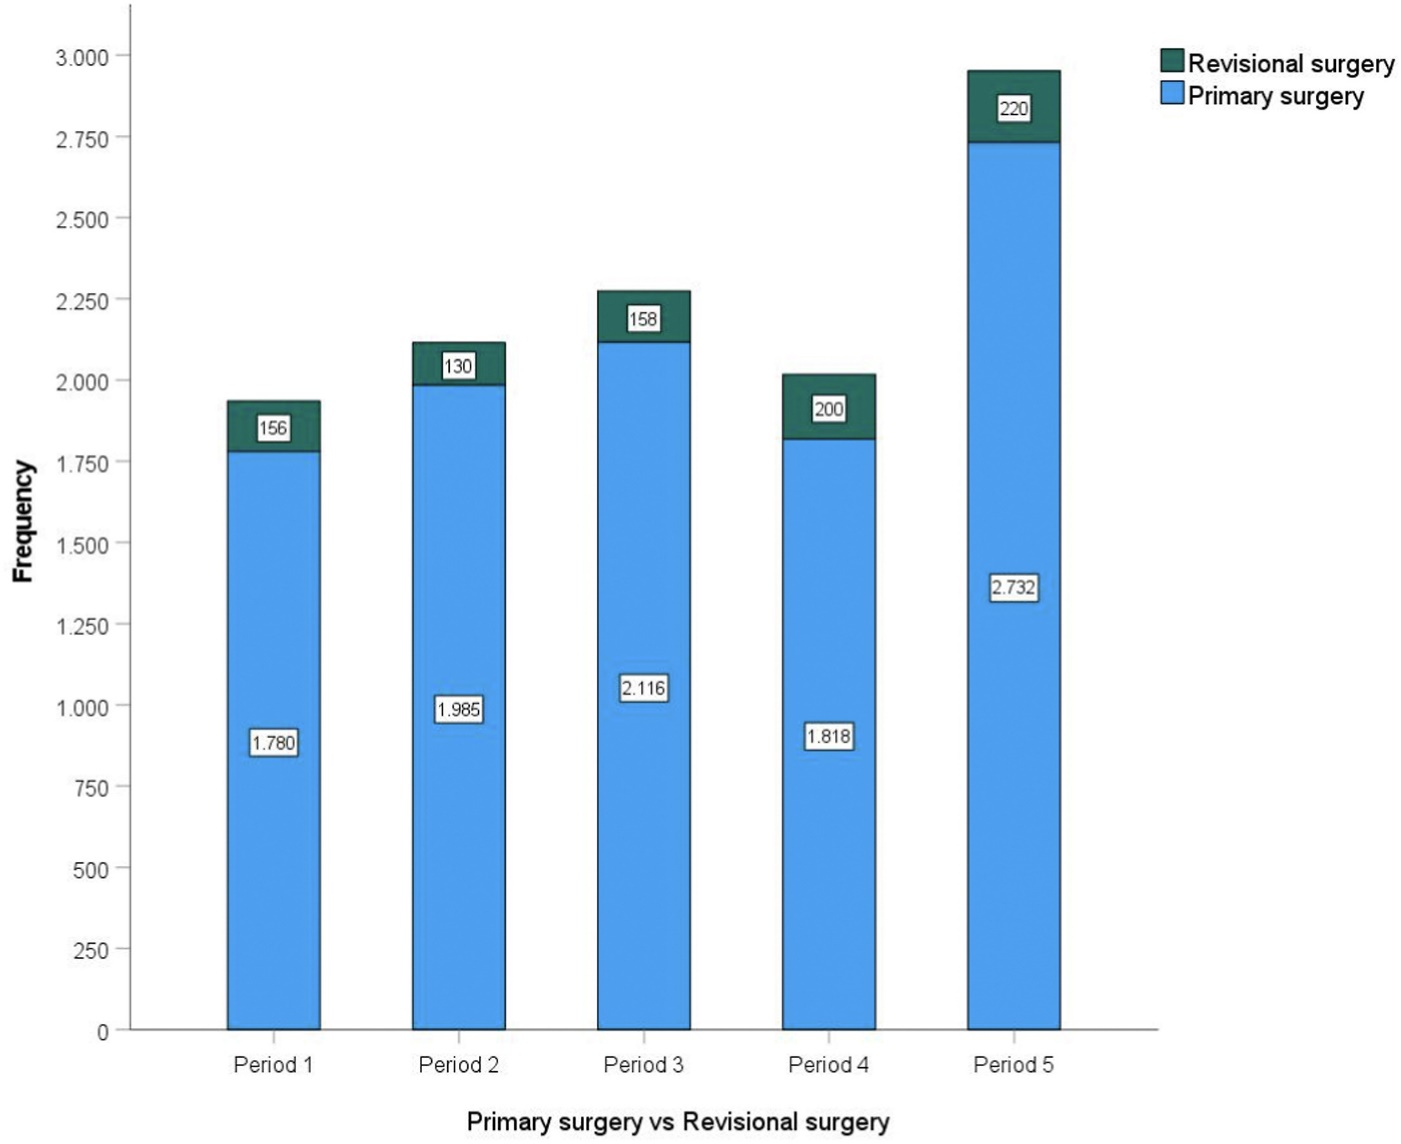 Revisional surgery
Primary surgery
3.000
2.750
2.500
2.250
2.000
1.750
1.500
1.250
1.000
750
500
250
0
Frequency
156
130
158
200
220
1.780
1.985
2.116
1.818
2.732
Period 1
Period 2
Period 3
Period 4
Period 5
Primary surgery vs Revisional surgery